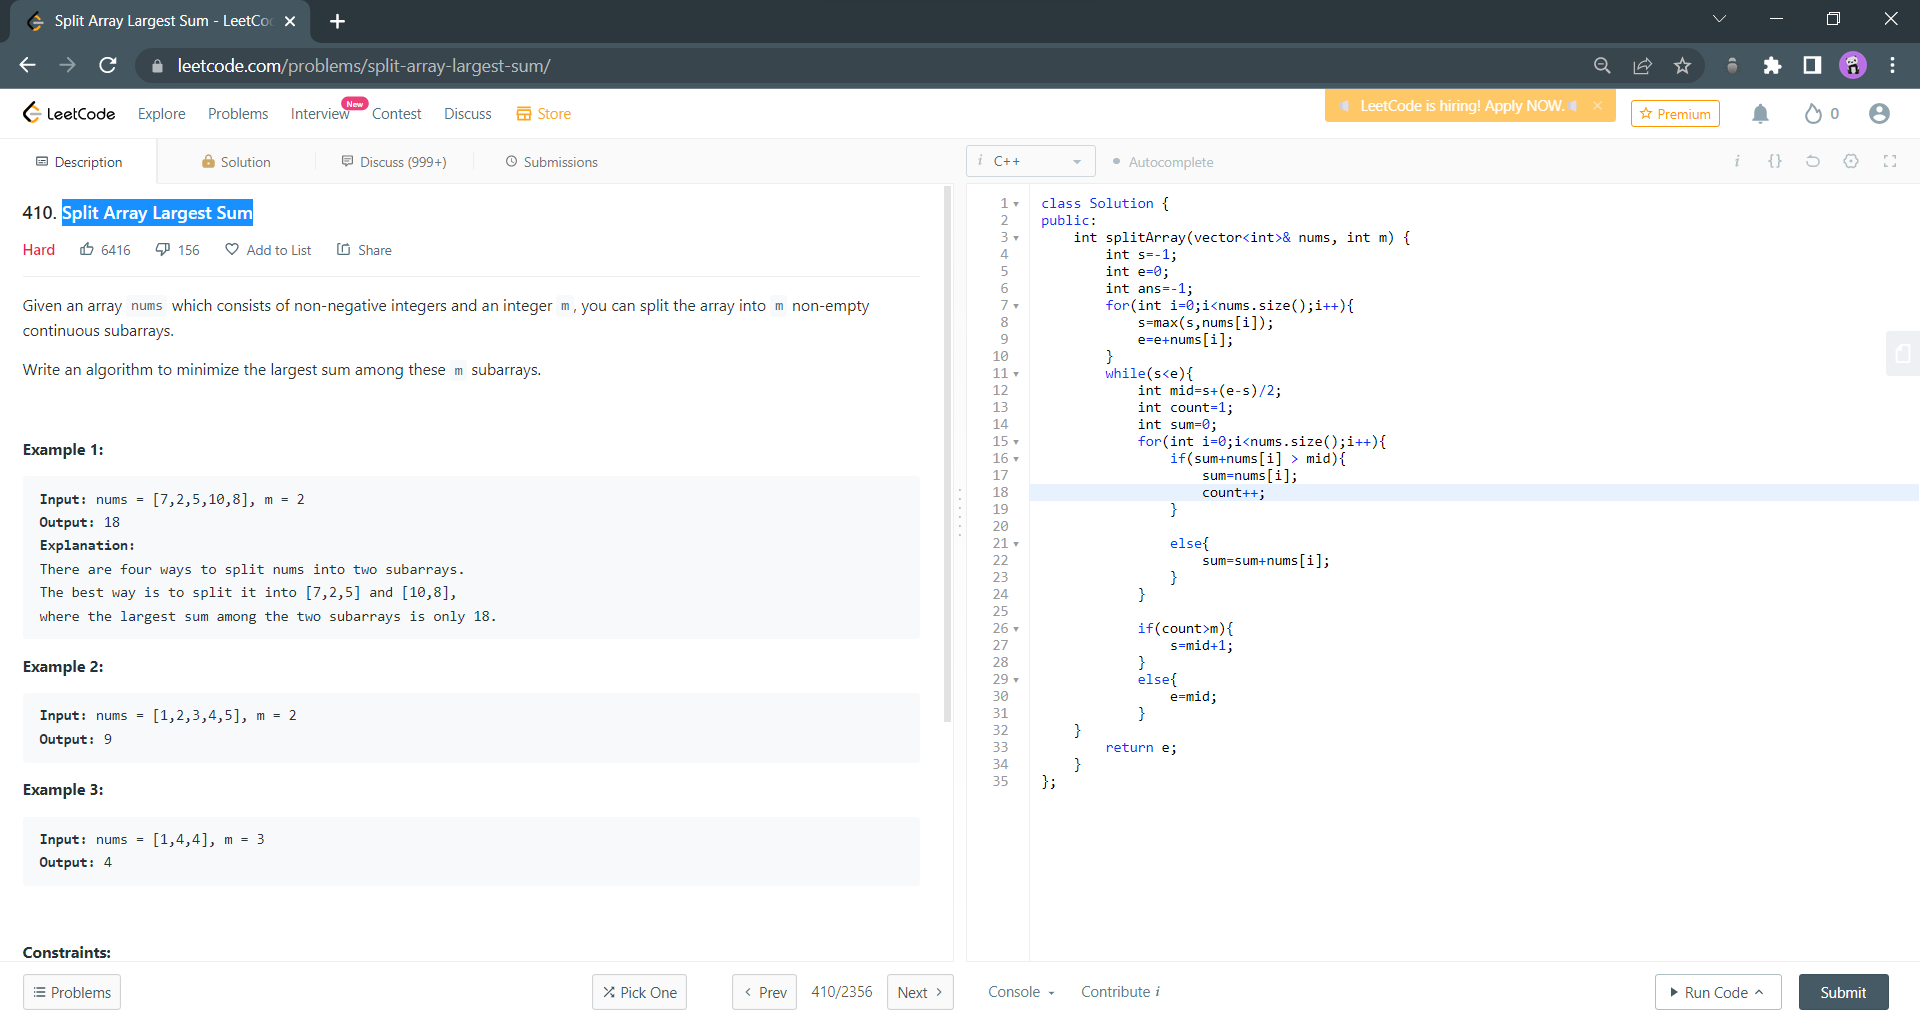 Split Array Largest Sum - LeetCo
leetcode.com/problems/split-array-largest-sum/
LeetCode Explore Problems Interview New Contest Discuss Store
LeetCode is hiring! Apply NOW.
Premium 0
Description Solution Discuss (999+) Submissions
i C++ Autocomplete i {}
410. Split Array Largest Sum
Hard 6416 156 Add to List Share
Given an array nums which consists of non-negative integers and an integer m, you can split the array into m non-empty
continuous subarrays.
Write an algorithm to minimize the largest sum among these m subarrays.
Example 1:
Input: nums = [7,2,5,10,8], m = 2
Output: 18
Explanation:
There are four ways to split nums into two subarrays.
The best way is to split it into [7,2,5] and [10,8],
where the largest sum among the two subarrays is only 18.
Example 2:
Input: nums = [1,2,3,4,5], m = 2
Output: 9
Example 3:
Input: nums = [1,4,4], m = 3
Output: 4
Constraints:
1 class Solution {
2 public:
3     int splitArray(vector<int>& nums, int m) {
4         int s=-1;
5         int e=0;
6         int ans=-1;
7         for(int i=0;i<nums.size();i++){
8             s=max(s,nums[i]);
9             e=e+nums[i];
10         }
11         while(s<e){
12             int mid=s+(e-s)/2;
13             int count=1;
14             int sum=0;
15             for(int i=0;i<nums.size();i++){
16                 if(sum+nums[i] > mid){
17                     sum=nums[i];
18                     count++;
19                 }
20
21                 else{
22                     sum=sum+nums[i];
23                 }
24             }
25
26             if(count>m){
27                 s=mid+1;
28             }
29             else{
30                 e=mid;
31             }
32     }
33         return e;
34     }
35 };
Problems Pick One Prev 410/2356 Next Console Contribute i Run Code Submit